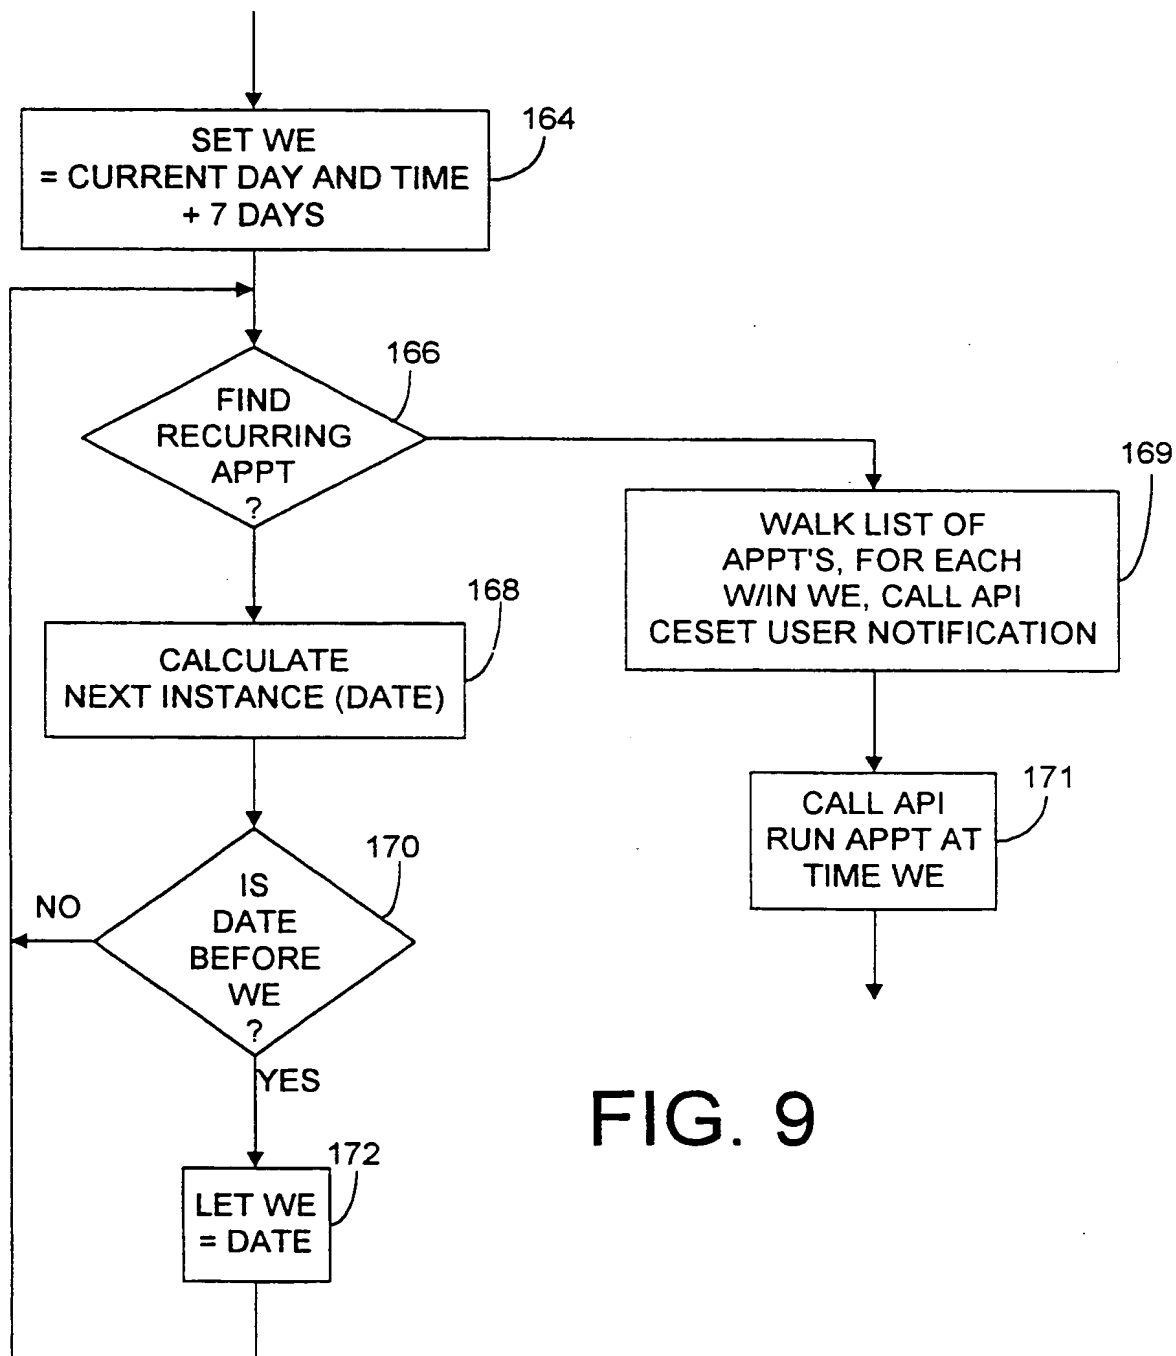 SET WE
= CURRENT DAY AND TIME
+ 7 DAYS
164
FIND
RECURRING
APPT
?
166
WALK LIST OF
APPT'S, FOR EACH
W/IN WE, CALL API
CESET USER NOTIFICATION
169
CALCULATE
NEXT INSTANCE (DATE)
168
CALL API
RUN APPT AT
TIME WE
171
IS
DATE
BEFORE
WE
?
170
NO
YES
LET WE
= DATE
172
FIG. 9